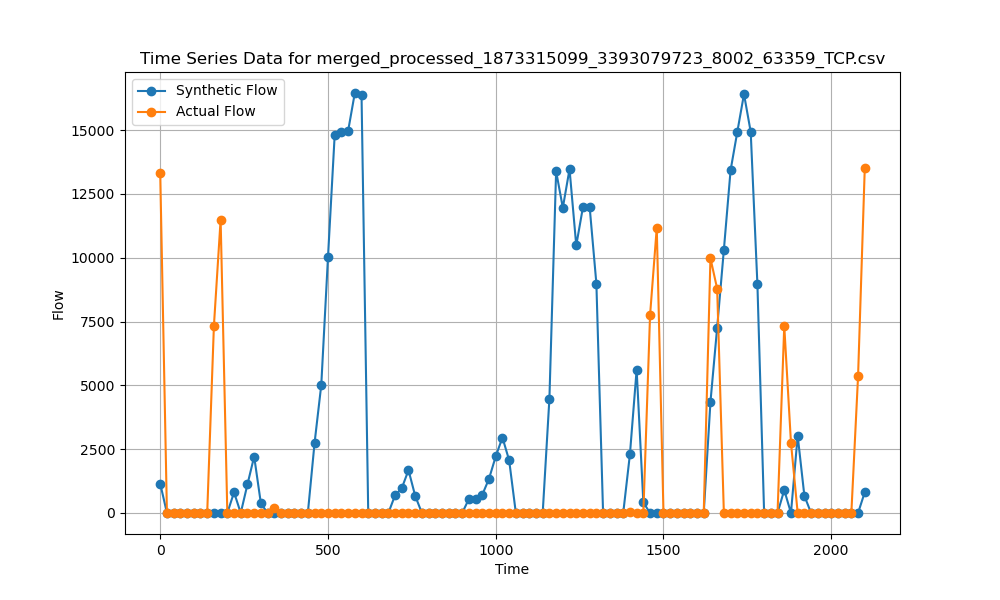 Time Series Data for merged_processed_1873315099_3393079723_8002_63359_TCP.csv
Synthetic Flow
Actual Flow
15000
12500
10000
7500
5000
2500
0
Flow
0 500 1000 1500 2000
Time